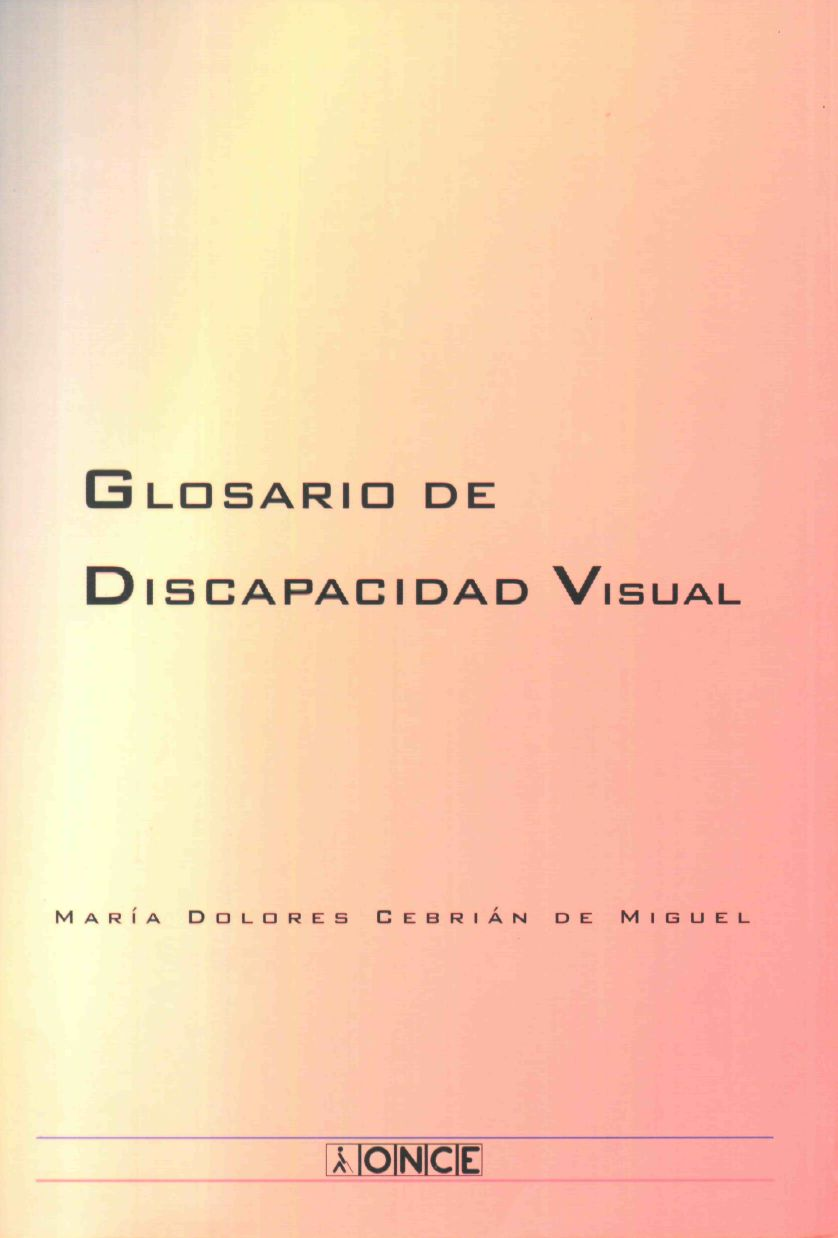 GLOSARIO DE
DISCAPACIDAD VISUAL
MARÍA DOLORES CEBRIÁN DE MIGUEL
ONCE